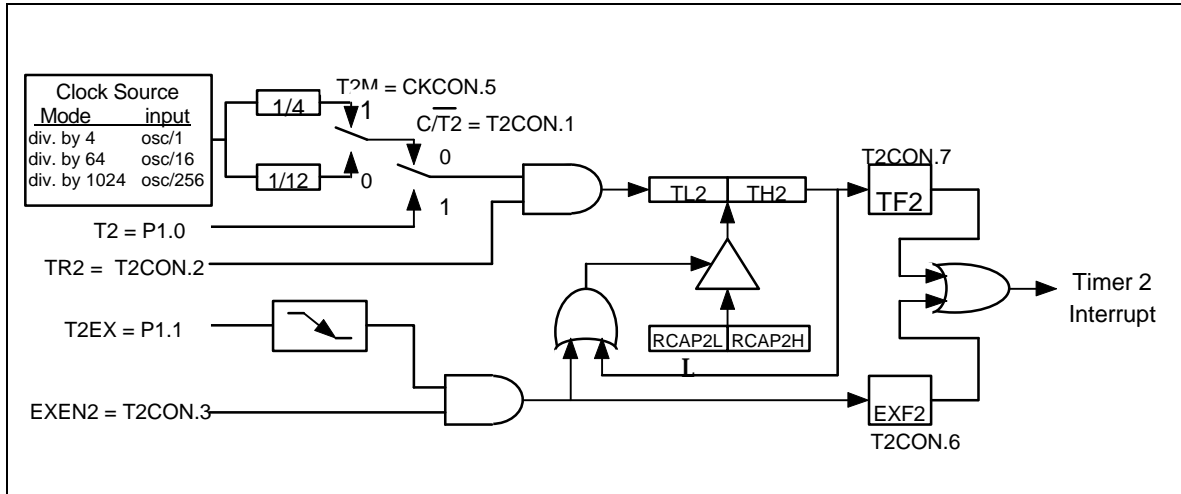 Clock Source
Mode input
div. by 4 osc/1
div. by 64 osc/16
div. by 1024 osc/256
1/4
1/12
T2M = CKCON.5
1
0
C/T2 = T2CON.1
0
1
T2 = P1.0
TR2 = T2CON.2
T2EX = P1.1
EXEN2 = T2CON.3
TL2 TH2
RCAP2L RCAP2H
L
T2CON.7
TF2
EXF2
T2CON.6
Timer 2
Interrupt